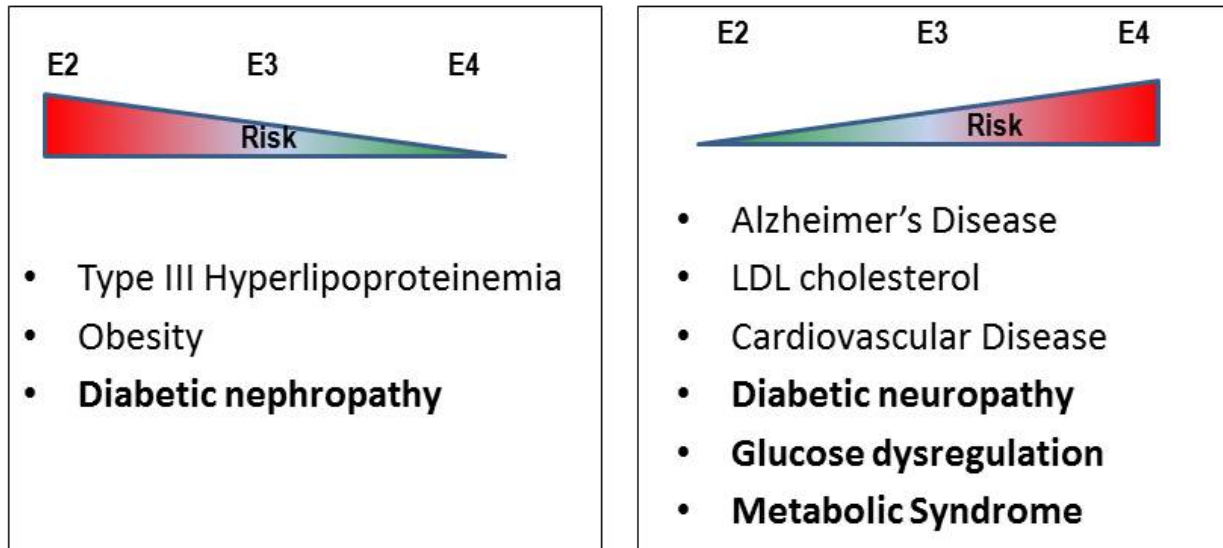 E2 E3 E4
Risk
• Type III Hyperlipoproteinemia
• Obesity
• Diabetic nephropathy
E2 E3 E4
Risk
• Alzheimer’s Disease
• LDL cholesterol
• Cardiovascular Disease
• Diabetic neuropathy
• Glucose dysregulation
• Metabolic Syndrome